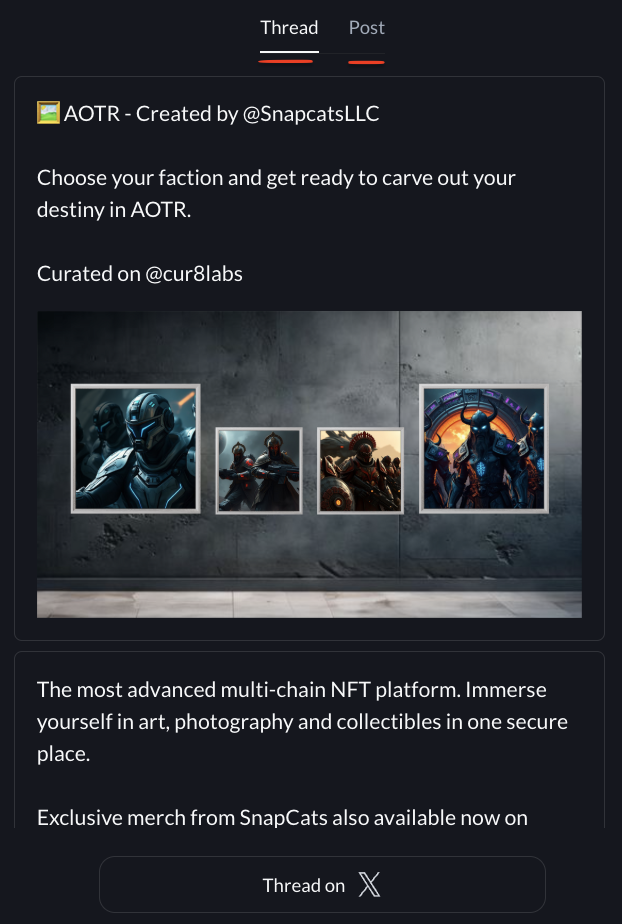 Thread Post
AOTR - Created by @SnapcatsLLC
Choose your faction and get ready to carve out your
destiny in AOTR.
Curated on @cur8labs
The most advanced multi-chain NFT platform. Immerse
yourself in art, photography and collectibles in one secure
place.
Exclusive merch from SnapCats also available now on
Thread on X